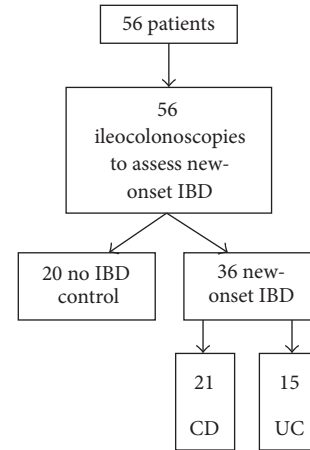 56 patients
56
ileocolonoscopies
to assess new-
onset IBD
20 no IBD
control
36 new-
onset IBD
21
CD
15
UC